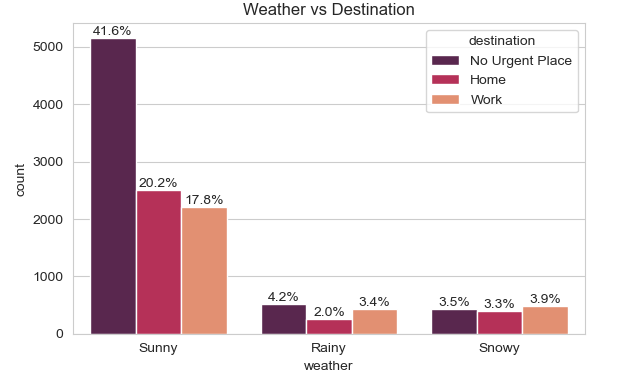 Weather vs Destination
destination
No Urgent Place
Home
Work
count
5000
4000
3000
2000
1000
0
41.6%
20.2%
17.8%
4.2%
2.0%
3.4%
3.5%
3.3%
3.9%
Sunny
Rainy
Snowy
weather